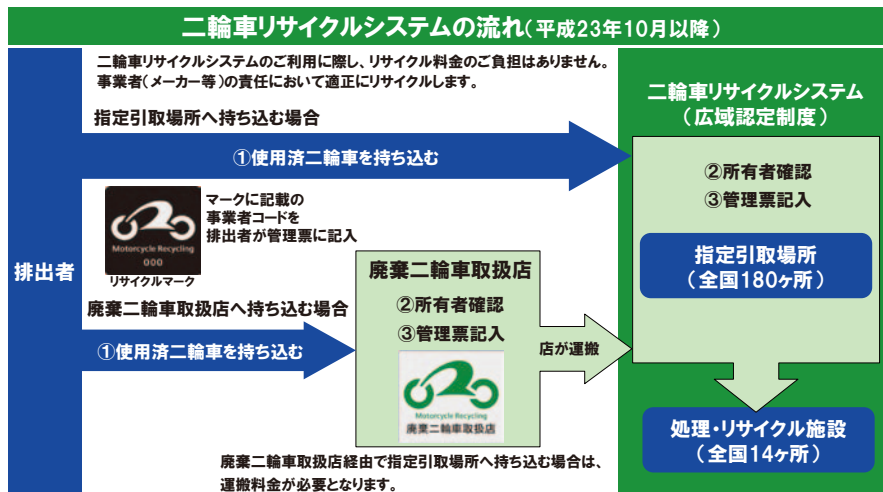 二輪車リサイクルシステムの流れ(平成23年10月以降)
二輪車リサイクルシステムのご利用に際し、リサイクル料金のご負担はありません。
事業者(メーカー等)の責任において適正にリサイクルします。
指定引取場所へ持ち込む場合
①使用済二輪車を持ち込む
Motorcycle Recycling
000
リサイクルマーク
マークに記載の
事業者コードを
排出者が管理票に記入
排出者
廃棄二輪車取扱店へ持ち込む場合
①使用済二輪車を持ち込む
廃棄二輪車取扱店
②所有者確認
③管理票記入
Motorcycle Recycling
廃棄二輪車取扱店
店が運搬
廃棄二輪車取扱店経由で指定引取場所へ持ち込む場合は、
運搬料金が必要となります。
二輪車リサイクルシステム
(広域認定制度)
②所有者確認
③管理票記入
指定引取場所
(全国180ヶ所)
処理・リサイクル施設
(全国14ヶ所)